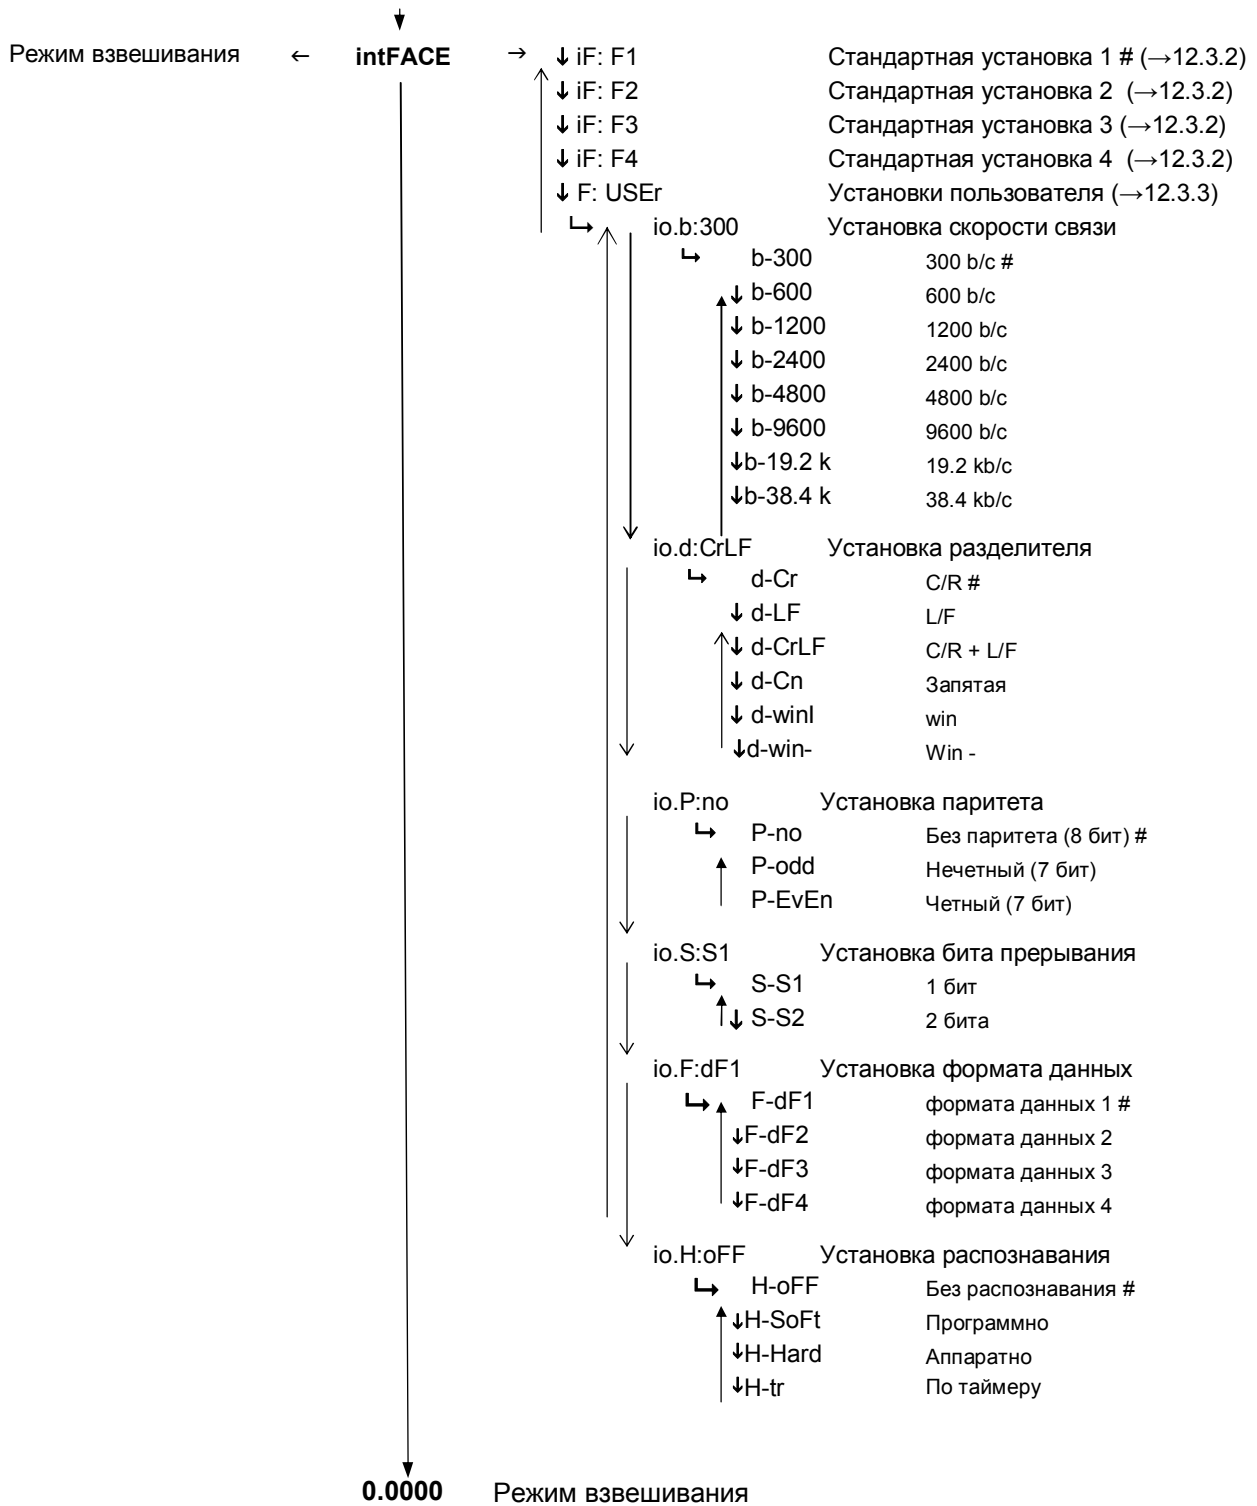 Режим взвешивания ← intFACE → ↓ iF: F1 Стандартная установка 1 # (→12.3.2)
↓ iF: F2 Стандартная установка 2 (→12.3.2)
↓ iF: F3 Стандартная установка 3 (→12.3.2)
↓ iF: F4 Стандартная установка 4 (→12.3.2)
↓ F: USEr Установки пользователя (→12.3.3)
io.b:300 Установка скорости связи
b-300 300 b/c #
↓ b-600 600 b/c
↓ b-1200 1200 b/c
↓ b-2400 2400 b/c
↓ b-4800 4800 b/c
↓ b-9600 9600 b/c
↓b-19.2 k 19.2 kb/c
↓b-38.4 k 38.4 kb/c
io.d:CrLF Установка разделителя
d-Cr C/R #
↓ d-LF L/F
↓ d-CrLF C/R + L/F
↓ d-Cn Запятая
↓ d-winl win
↓d-win- Win -
io.P:no Установка паритета
P-no Без паритета (8 бит) #
P-odd Нечетный (7 бит)
P-EvEn Четный (7 бит)
io.S:S1 Установка бита прерывания
S-S1 1 бит
↓ S-S2 2 бита
io.F:dF1 Установка формата данных
F-dF1 формата данных 1 #
↓F-dF2 формата данных 2
↓F-dF3 формата данных 3
↓F-dF4 формата данных 4
io.H:oFF Установка распознавания
H-oFF Без распознавания #
↓H-SoFt Программно
↓H-Hard Аппаратно
↓H-tr По таймеру
0.0000 Режим взвешивания